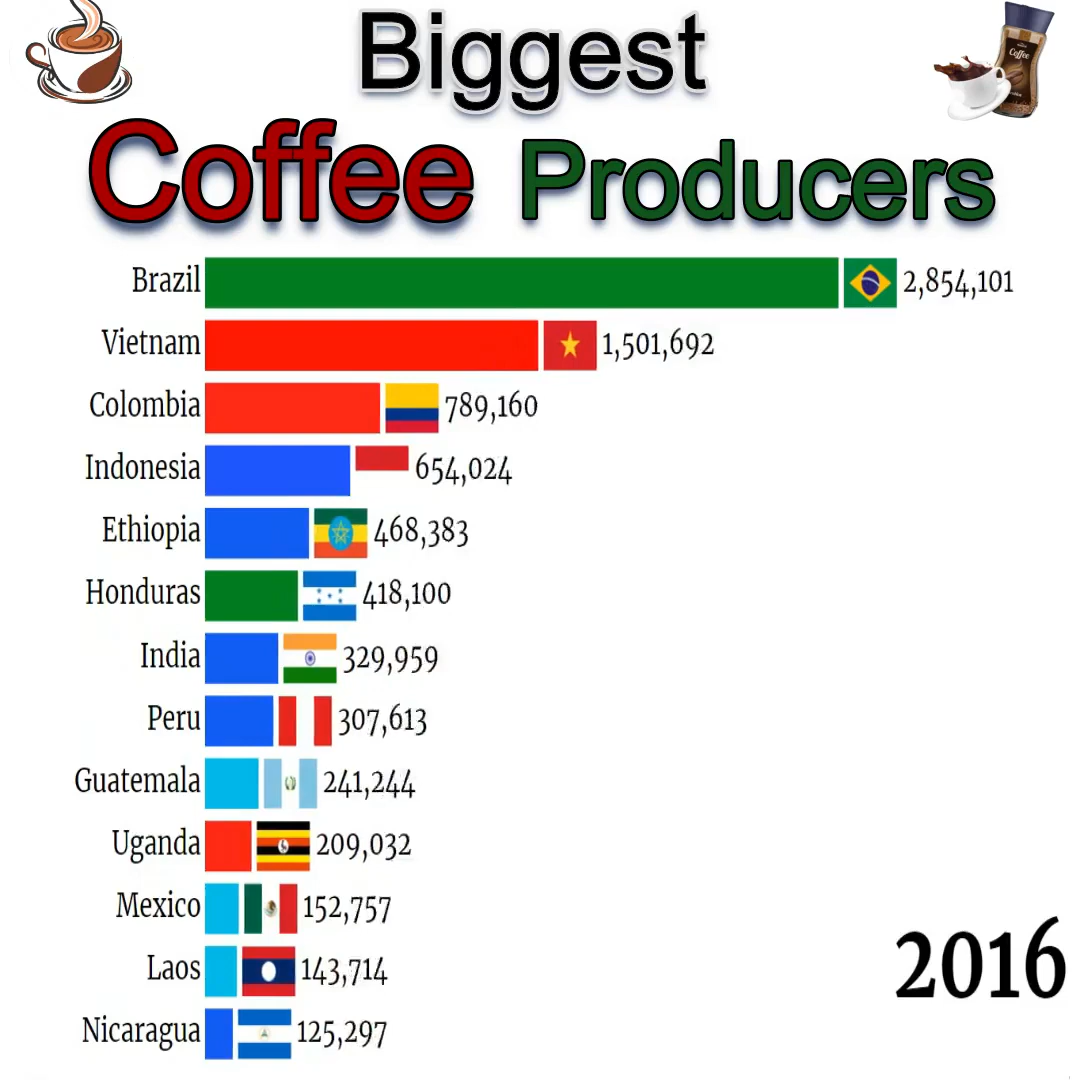 Biggest
Coffee
Coffee Producers
Brazil 2,854,101
Vietnam 1,501,692
Colombia 789,160
Indonesia 654,024
Ethiopia 468,383
Honduras 418,100
India 329,959
Peru 307,613
Guatemala 241,244
Uganda 209,032
Mexico 152,757
Laos 143,714
Nicaragua 125,297
2016